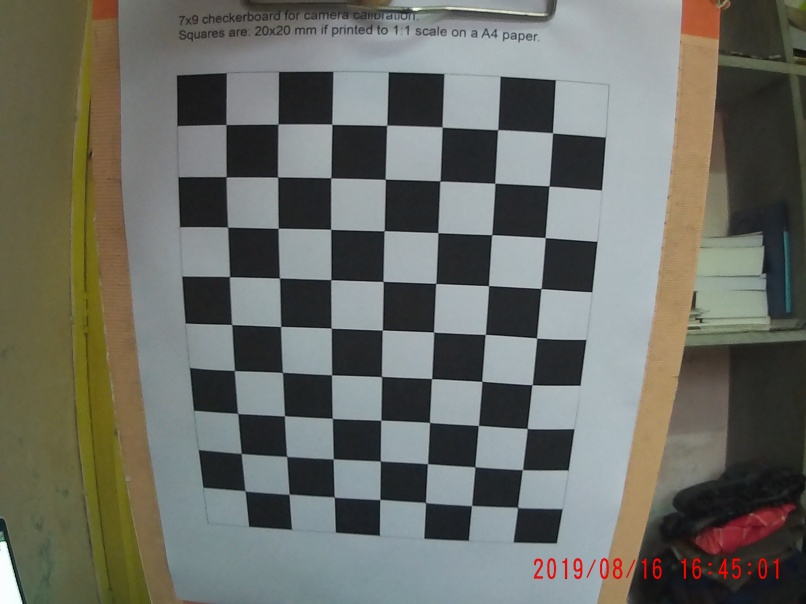 7x9 checkerboard for camera calibration.
Squares are: 20x20 mm if printed to 1:1 scale on a A4 paper.
2019/08/16 16:45:01